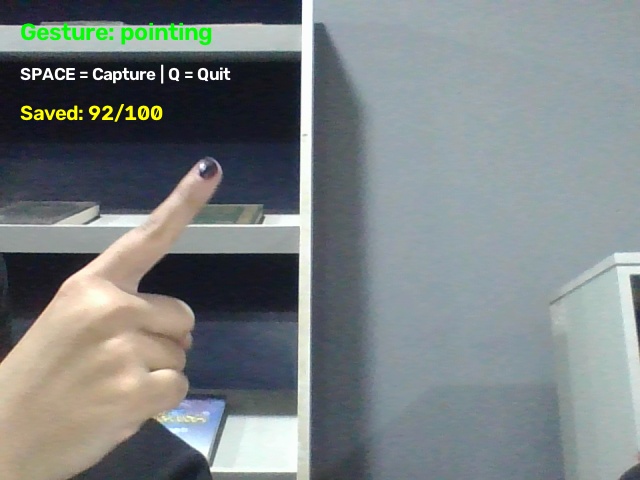 Gesture: pointing
SPACE = Capture | Q = Quit
Saved: 92/100